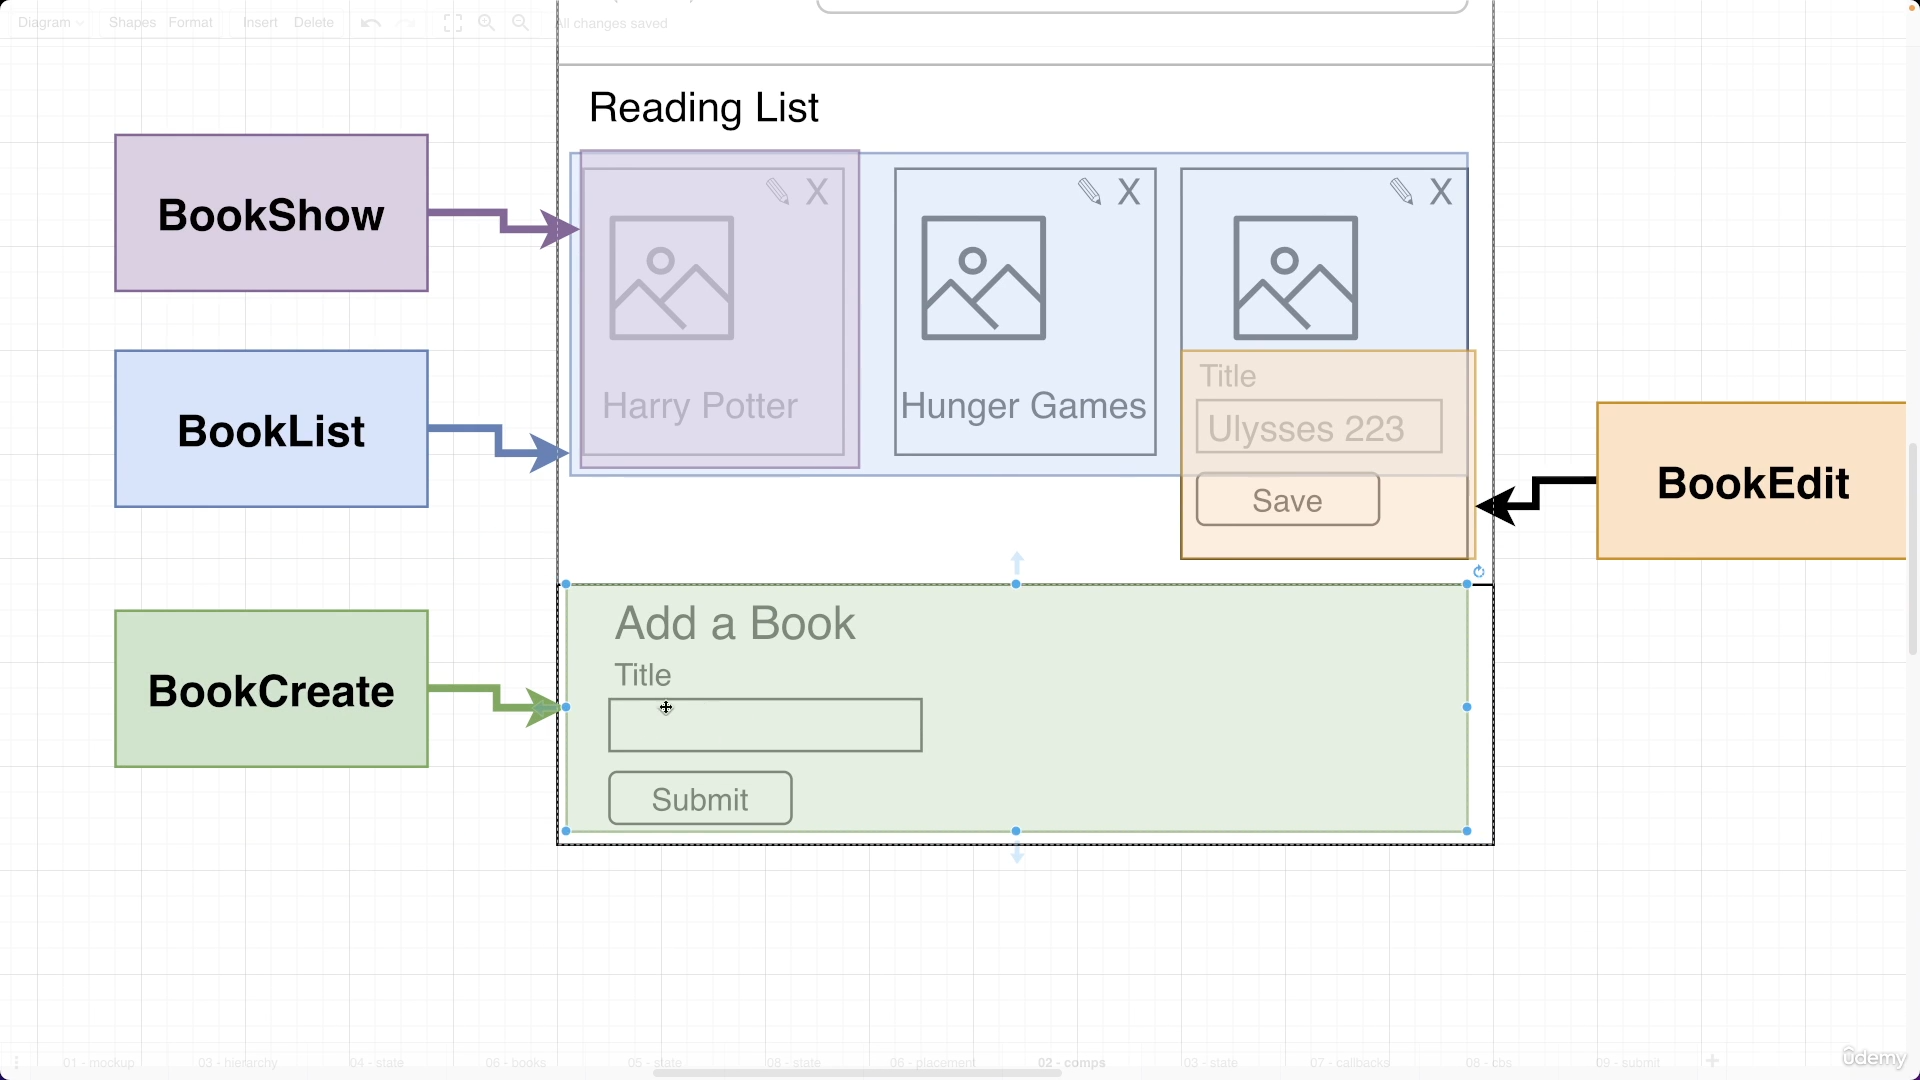 Diagram Shapes Format Insert Delete All changes saved
Reading List
BookShow
X X X
Harry Potter
Hunger Games
Title
Ulysses 223
Save
BookList
BookEdit
Add a Book
Title
BookCreate
Submit
01 - mockup 03 - hierarchy 04 - state 06 - books 05 - state 08 - state 06 - placement 02 - comps 03 - state 07 - callbacks 08 - cbs 09 - submit
ûdemy